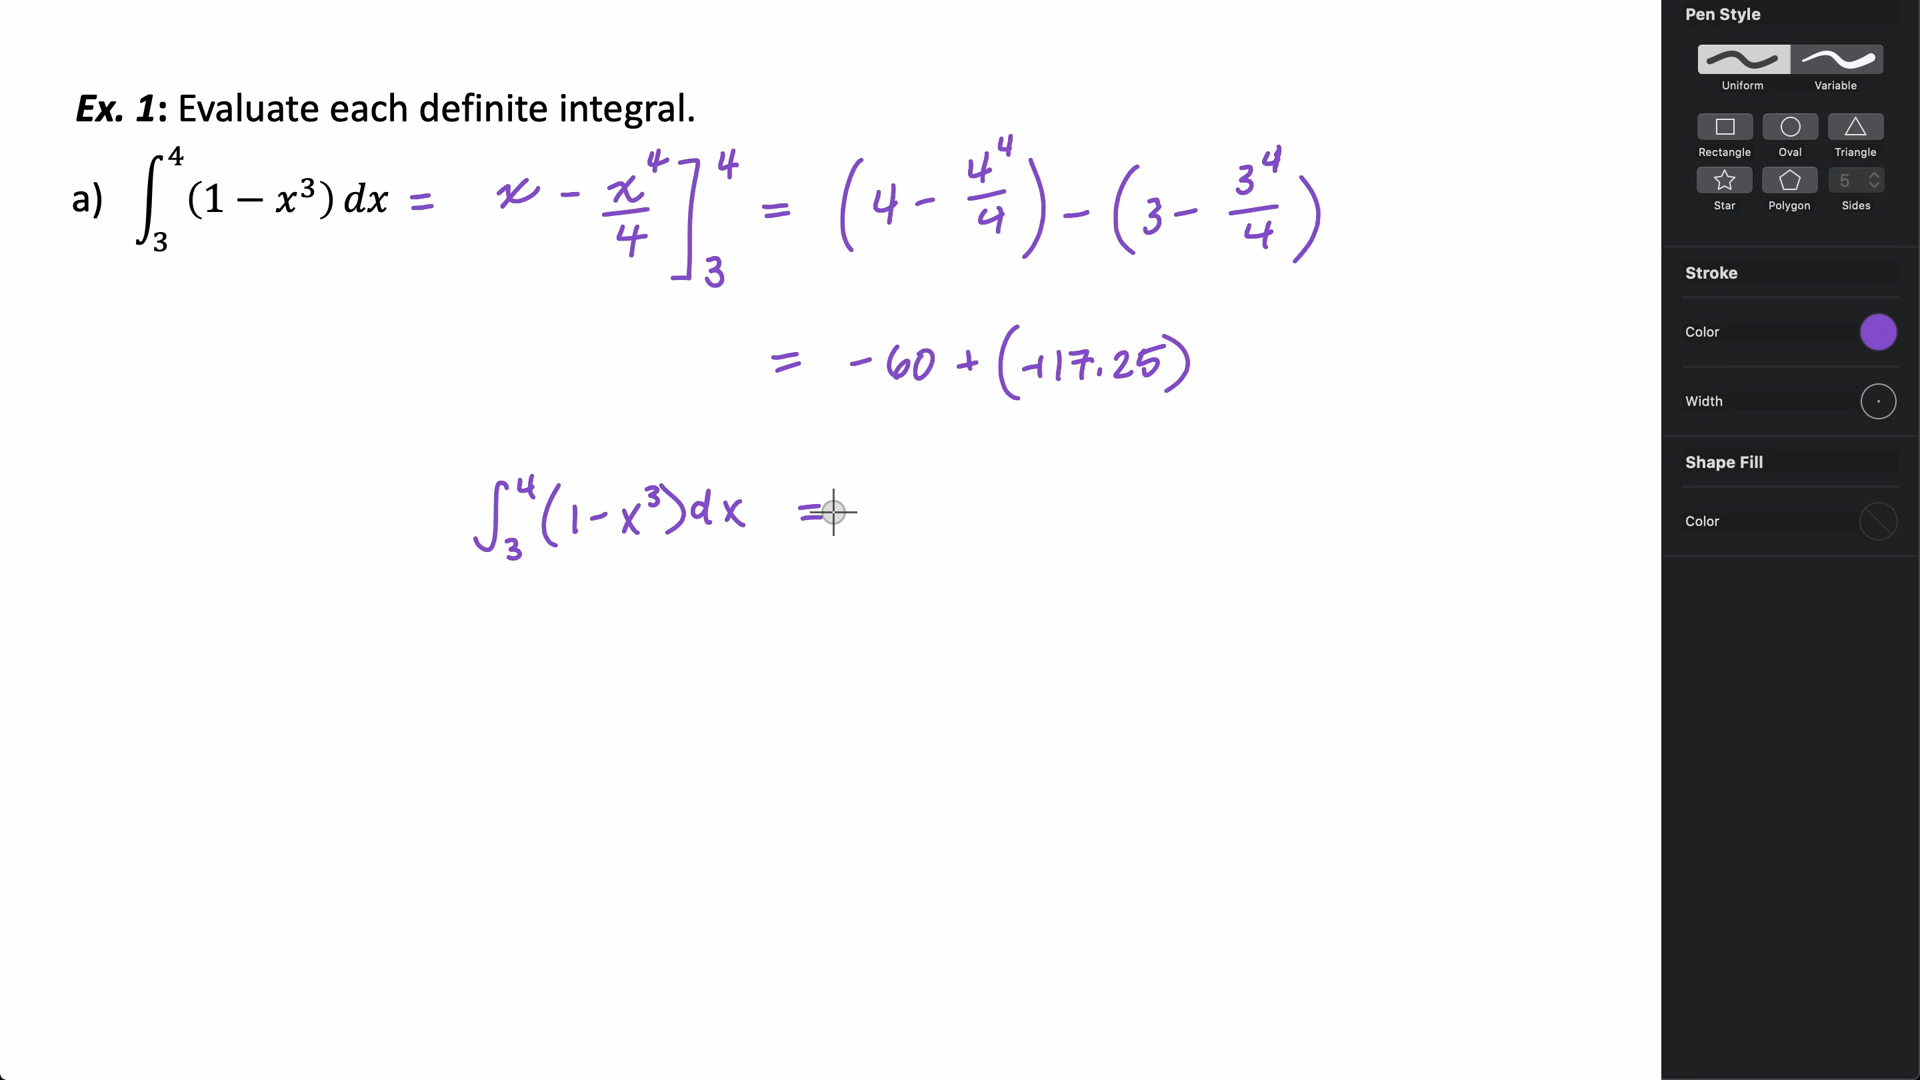 Ex. 1: Evaluate each definite integral.
a) ∫₃⁴ (1 − x³) dx = x − x⁴/4 ]₃⁴ = (4 − 4⁴/4) − (3 − 3⁴/4)
= −60 + (+17.25)
∫₃⁴ (1 − x³) dx =
Pen Style
Uniform Variable
Rectangle Oval Triangle
5
Star Polygon Sides
Stroke
Color
Width
Shape Fill
Color